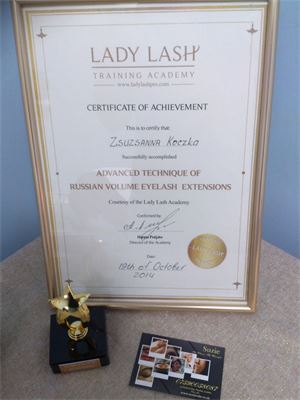 LADY LASH
TRAINING ACADEMY
www.ladylashpro.com
CERTIFICATE OF ACHIEVEMENT
This is to certify that
Zsuzsanna Koczka
Successfully accomplished
ADVANCED TECHNIQUE OF
RUSSIAN VOLUME EYELASH EXTENSIONS
Courtesy of the Lady Lash Academy
Confirmed by
Director of the Academy
Date
19th of October
2014
LADY LASH
Suzie